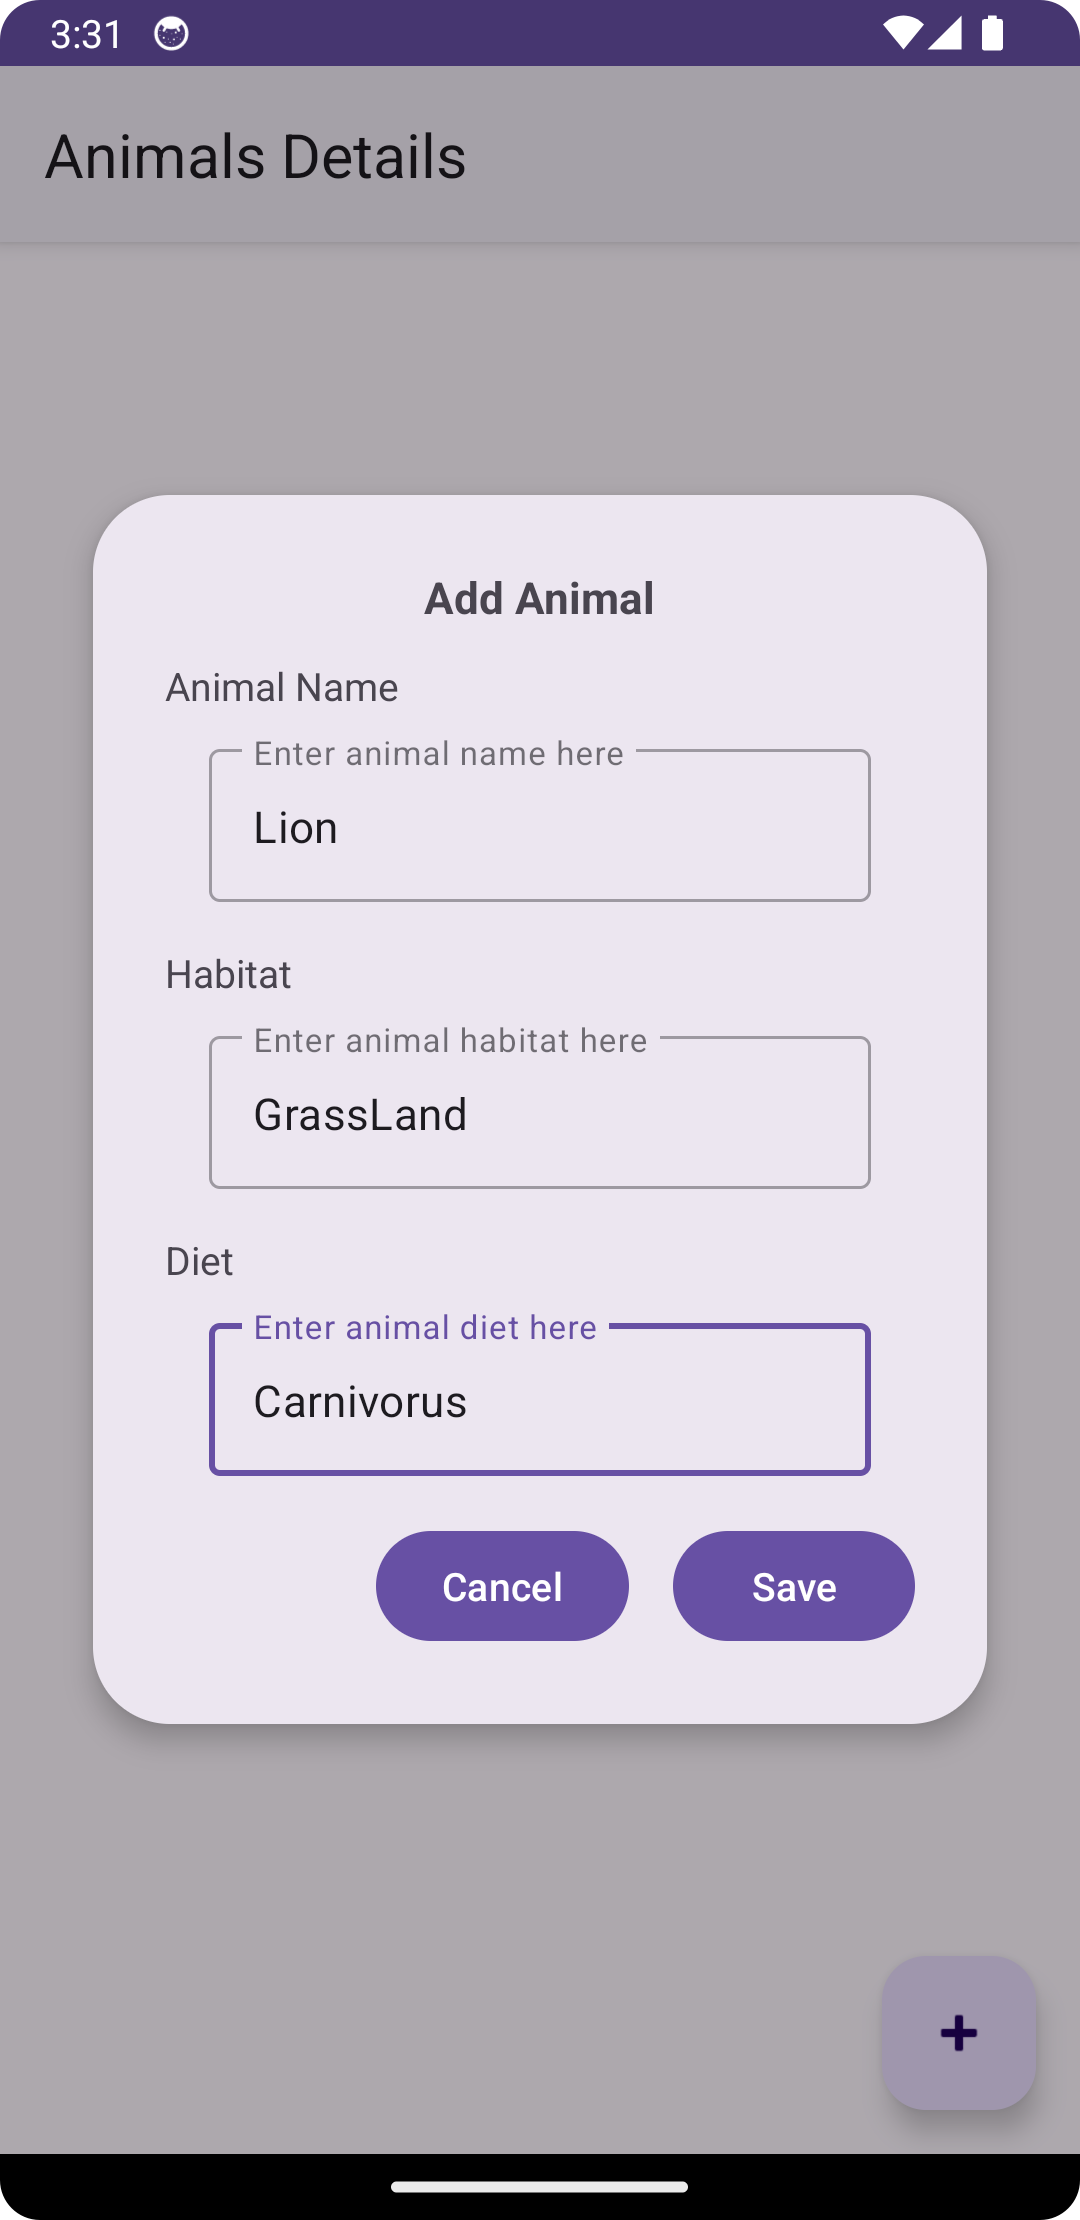 3:31
Animals Details
Add Animal
Animal Name
Enter animal name here
Lion
Habitat
Enter animal habitat here
GrassLand
Diet
Enter animal diet here
Carnivorus
Cancel
Save
+